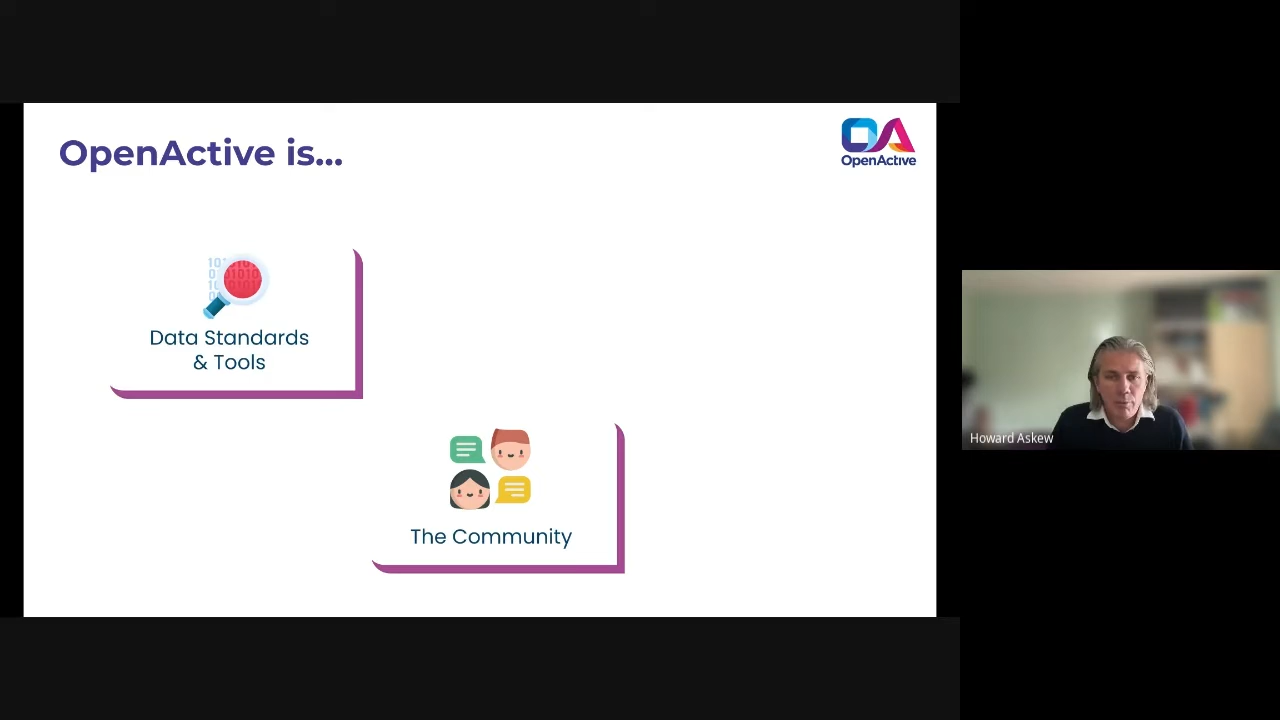 OpenActive is...
OpenActive
Data Standards
& Tools
The Community
Howard Askew